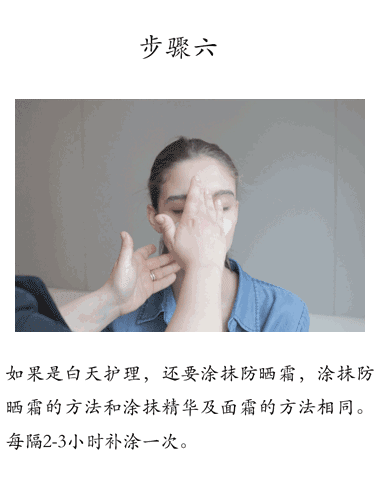 步骤六
如果是白天护理，还要涂抹防晒霜，涂抹防
晒霜的方法和涂抹精华及面霜的方法相同。
每隔2-3小时补涂一次。